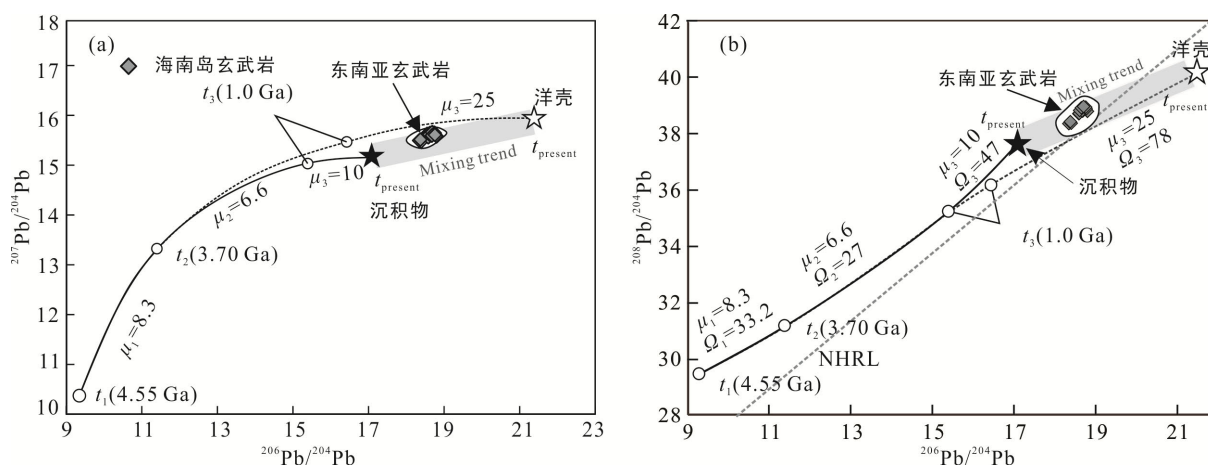 (a)
海南岛玄武岩
t₃(1.0 Ga)
东南亚玄武岩
μ₃=25
洋壳
t_present
Mixing trend
μ₃=10
t_present
沉积物
μ₂=6.6
t₂(3.70 Ga)
μ₁=8.3
t₁(4.55 Ga)
18
17
16
15
14
13
12
11
10
9
11
13
15
17
19
21
23
²⁰⁷Pb/²⁰⁴Pb
²⁰⁶Pb/²⁰⁴Pb
(b)
洋壳
东南亚玄武岩
Mixing trend
t_present
t_present
μ₃=25
Ω₃=78
μ₃=10
Ω₃=47
沉积物
t₃(1.0 Ga)
μ₂=6.6
Ω₂=27
μ₁=8.3
Ω₁=33.2
t₂(3.70 Ga)
NHRL
t₁(4.55 Ga)
42
40
38
36
34
32
30
28
9
11
13
15
17
19
21
²⁰⁸Pb/²⁰⁴Pb
²⁰⁶Pb/²⁰⁴Pb